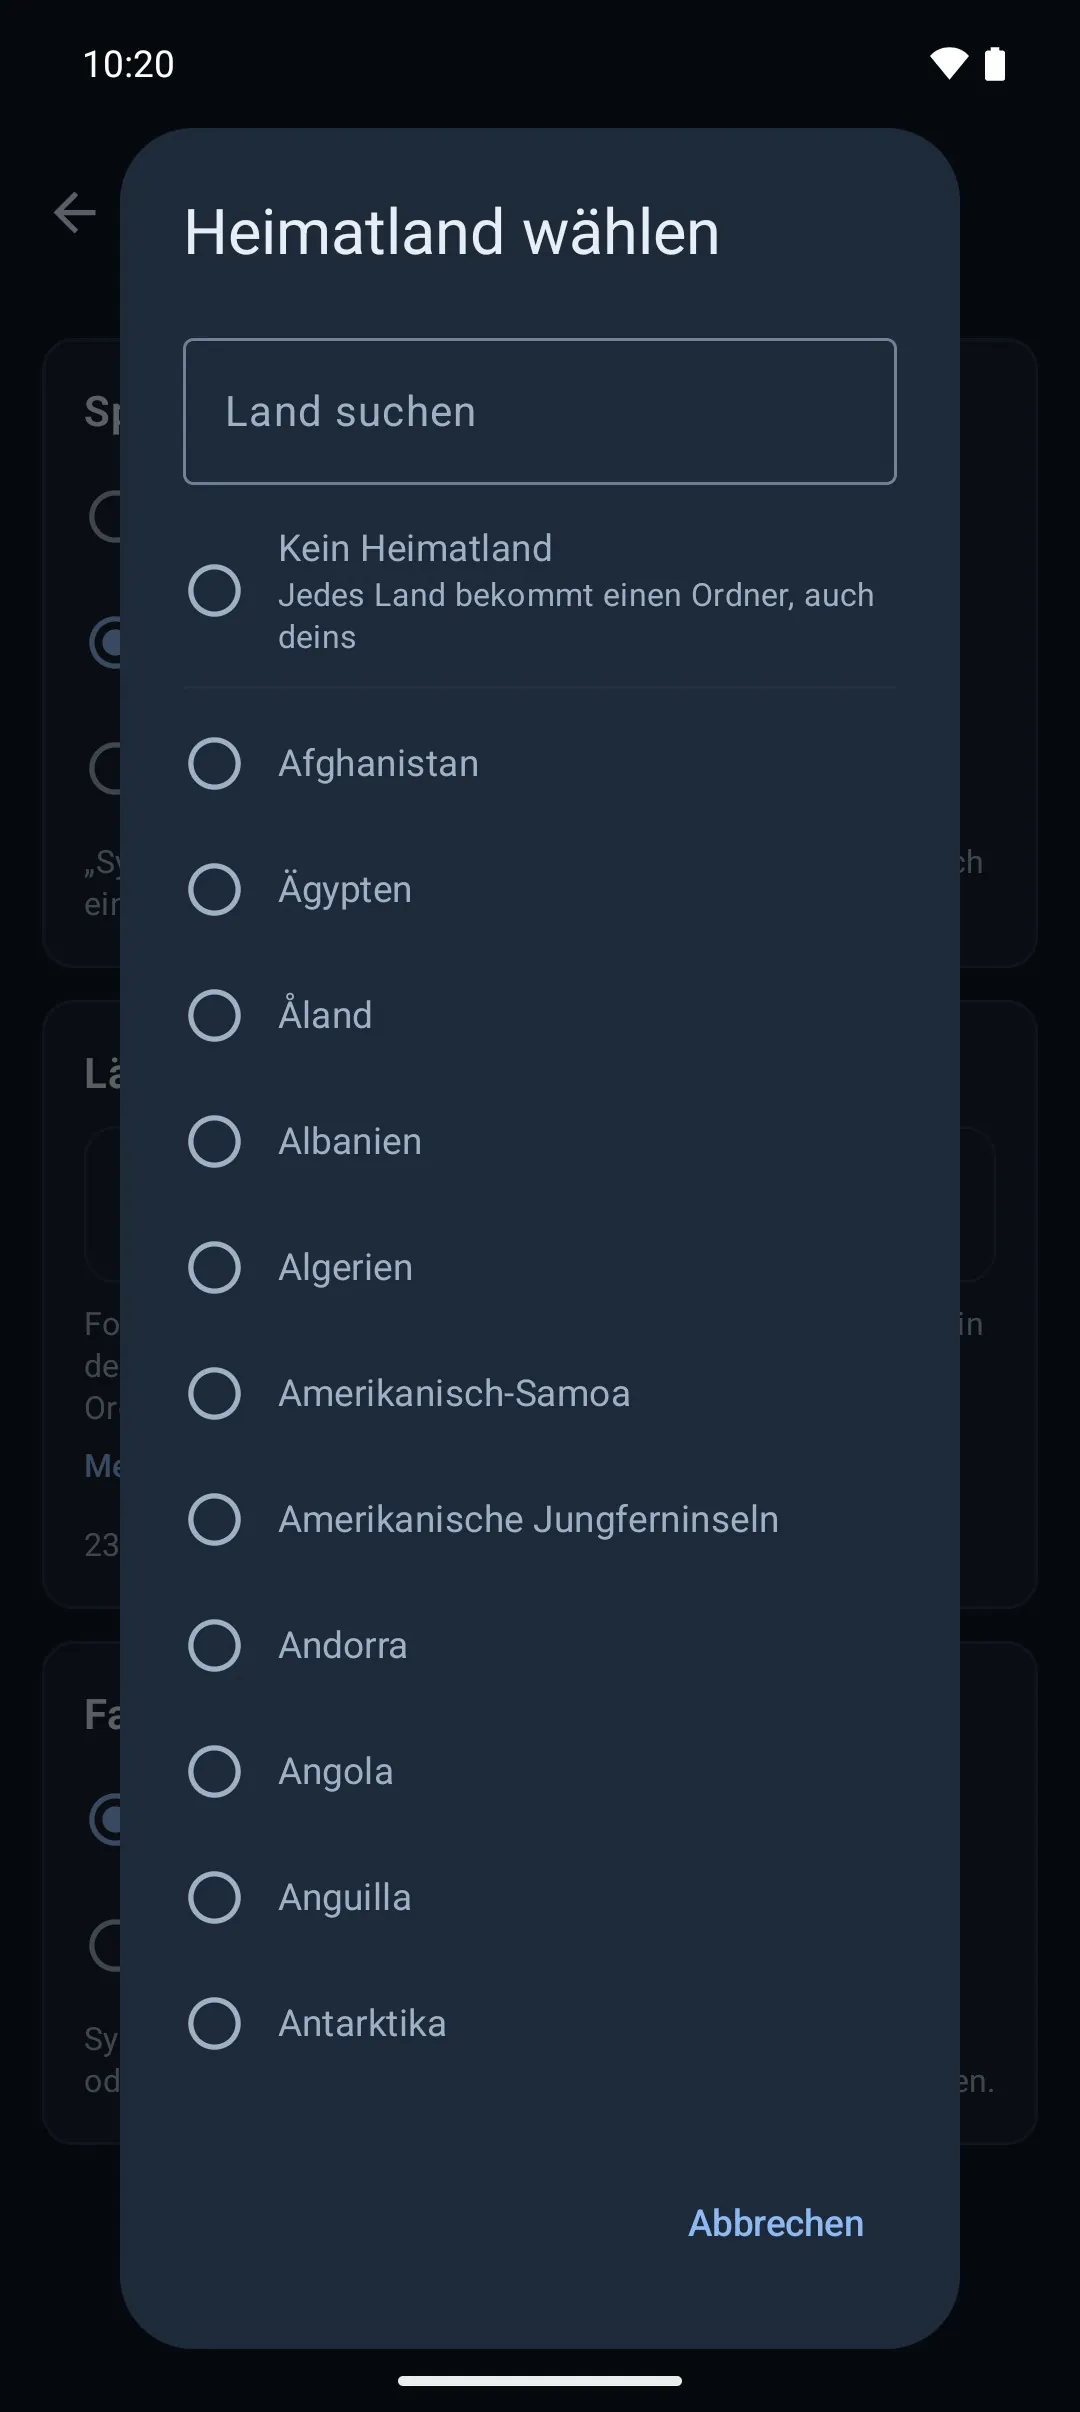 10:20
Heimatland wählen
Land suchen
Kein Heimatland
Jedes Land bekommt einen Ordner, auch
deins
Afghanistan
Ägypten
Åland
Albanien
Algerien
Amerikanisch-Samoa
Amerikanische Jungferninseln
Andorra
Angola
Anguilla
Antarktika
Abbrechen